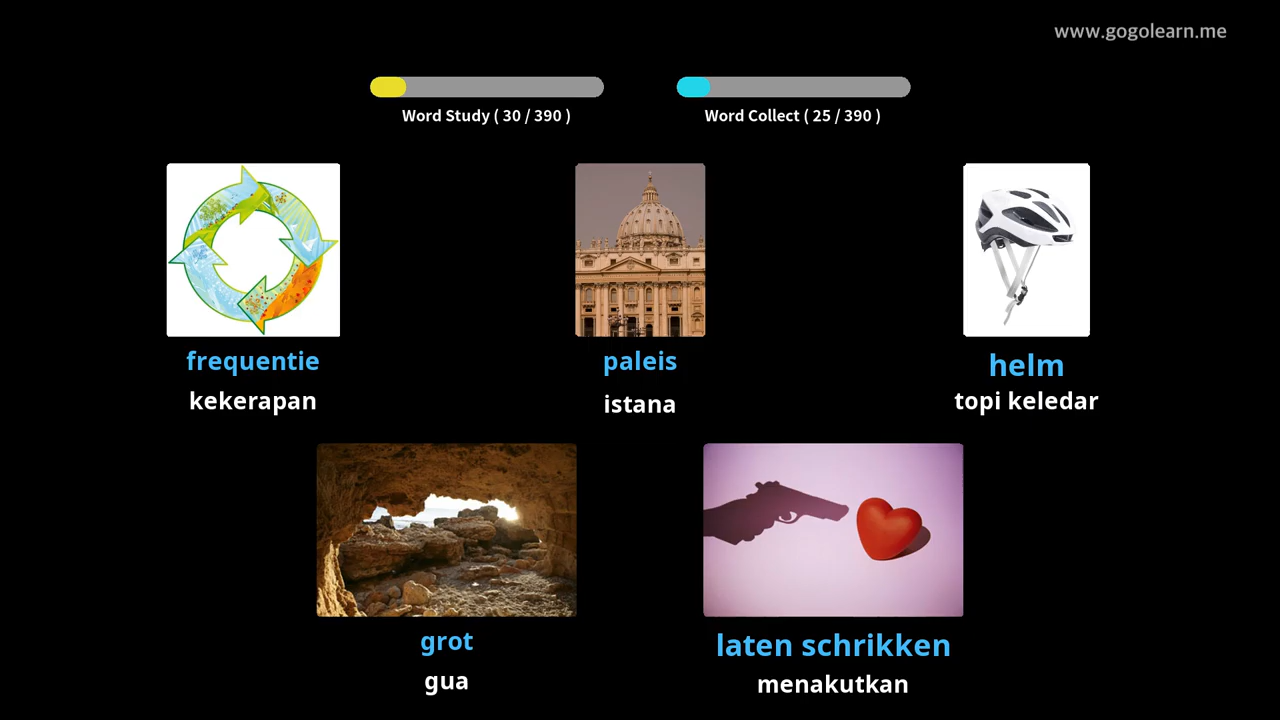 www.gogolearn.me
Word Study ( 30 / 390 )
Word Collect ( 25 / 390 )
frequentie
kekerapan
paleis
istana
helm
topi keledar
grot
gua
laten schrikken
menakutkan